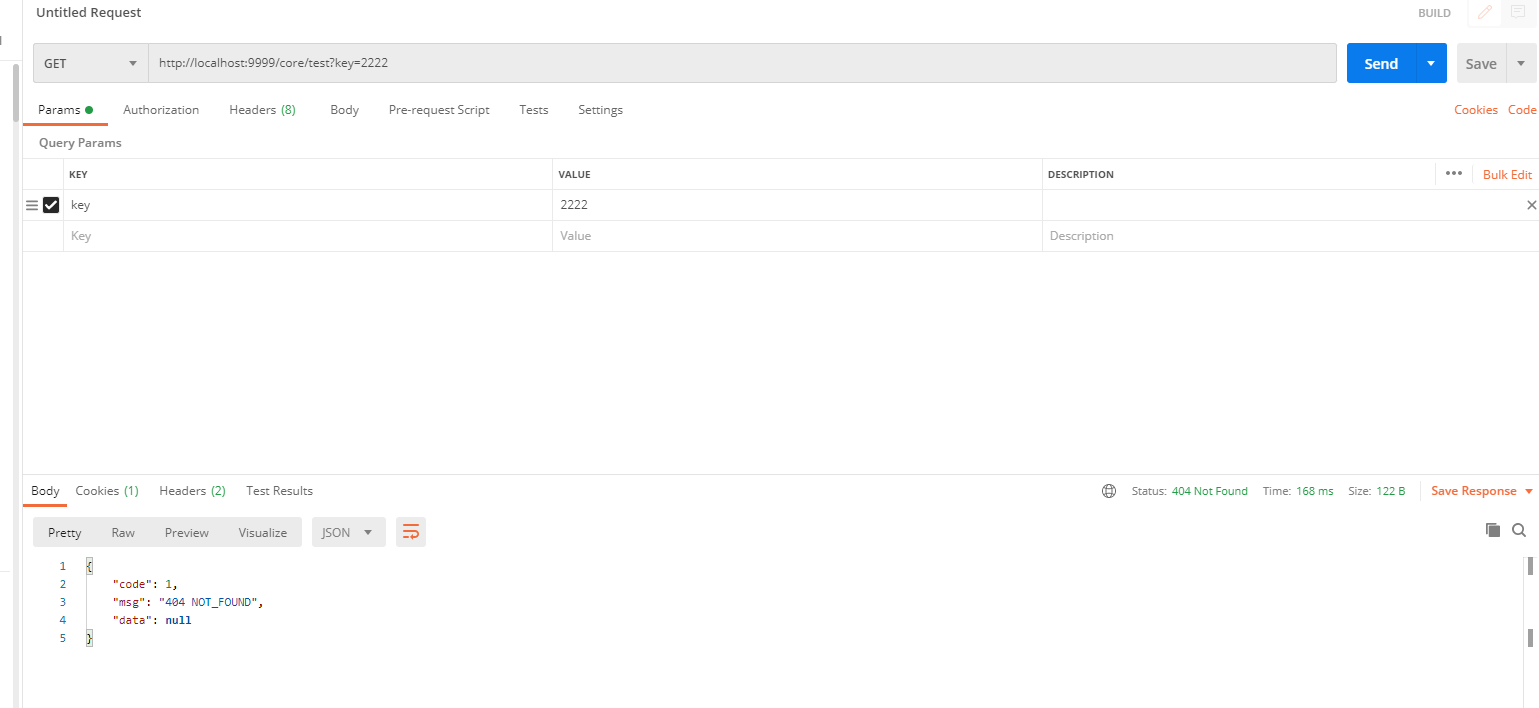 Untitled Request
BUILD
GET
http://localhost:9999/core/test?key=2222
Send
Save
Params
Authorization
Headers (8)
Body
Pre-request Script
Tests
Settings
Cookies
Code
Query Params
KEY
VALUE
DESCRIPTION
Bulk Edit
key
2222
Key
Value
Description
Body
Cookies (1)
Headers (2)
Test Results
Status: 404 Not Found
Time: 168 ms
Size: 122 B
Save Response
Pretty
Raw
Preview
Visualize
JSON
1 {
2 "code": 1,
3 "msg": "404 NOT_FOUND",
4 "data": null
5 }